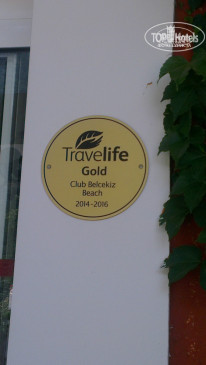 TOP Hotels
Travelife
Gold
Club Belcekiz
Beach
2014-2016